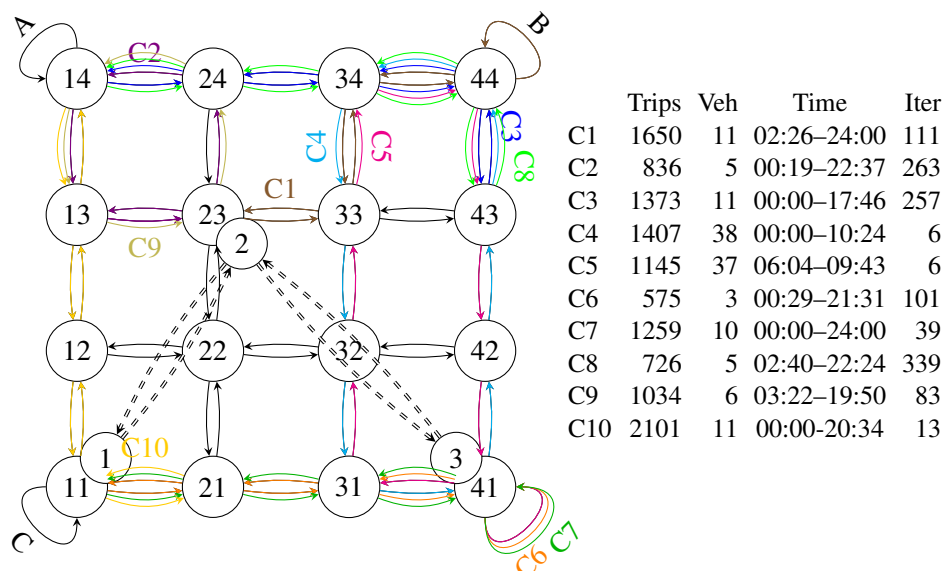 A
B
C2
14
24
34
44
C4
C5
C3
C8
C1
13
23
33
43
C9
2
12
22
32
42
C10
1
3
11
21
31
41
C
C6
C7
Trips Veh Time Iter
C1 1650 11 02:26–24:00 111
C2 836 5 00:19–22:37 263
C3 1373 11 00:00–17:46 257
C4 1407 38 00:00–10:24 6
C5 1145 37 06:04–09:43 6
C6 575 3 00:29–21:31 101
C7 1259 10 00:00–24:00 39
C8 726 5 02:40–22:24 339
C9 1034 6 03:22–19:50 83
C10 2101 11 00:00-20:34 13